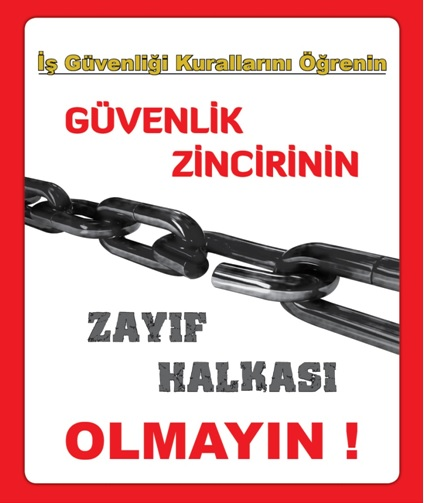 İş Güvenliği Kurallarını Öğrenin
GÜVENLİK
ZİNCİRİNİN
ZAYIF
HALKASI
OLMAYIN !